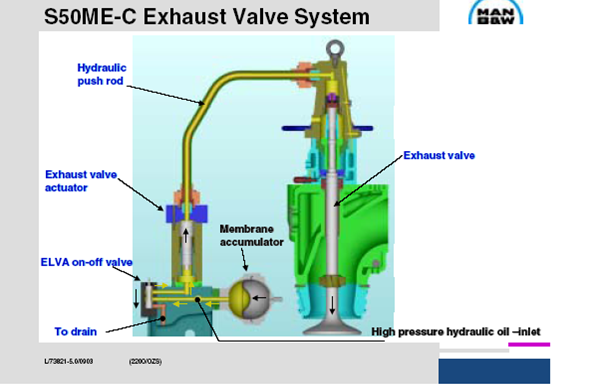 S50ME-C Exhaust Valve System
MAN
B&W
Hydraulic
push rod
Exhaust valve
Exhaust valve
actuator
Membrane
accumulator
ELVA on-off valve
To drain
High pressure hydraulic oil –inlet
L/73821-5.0/0903
(2200/OZS)